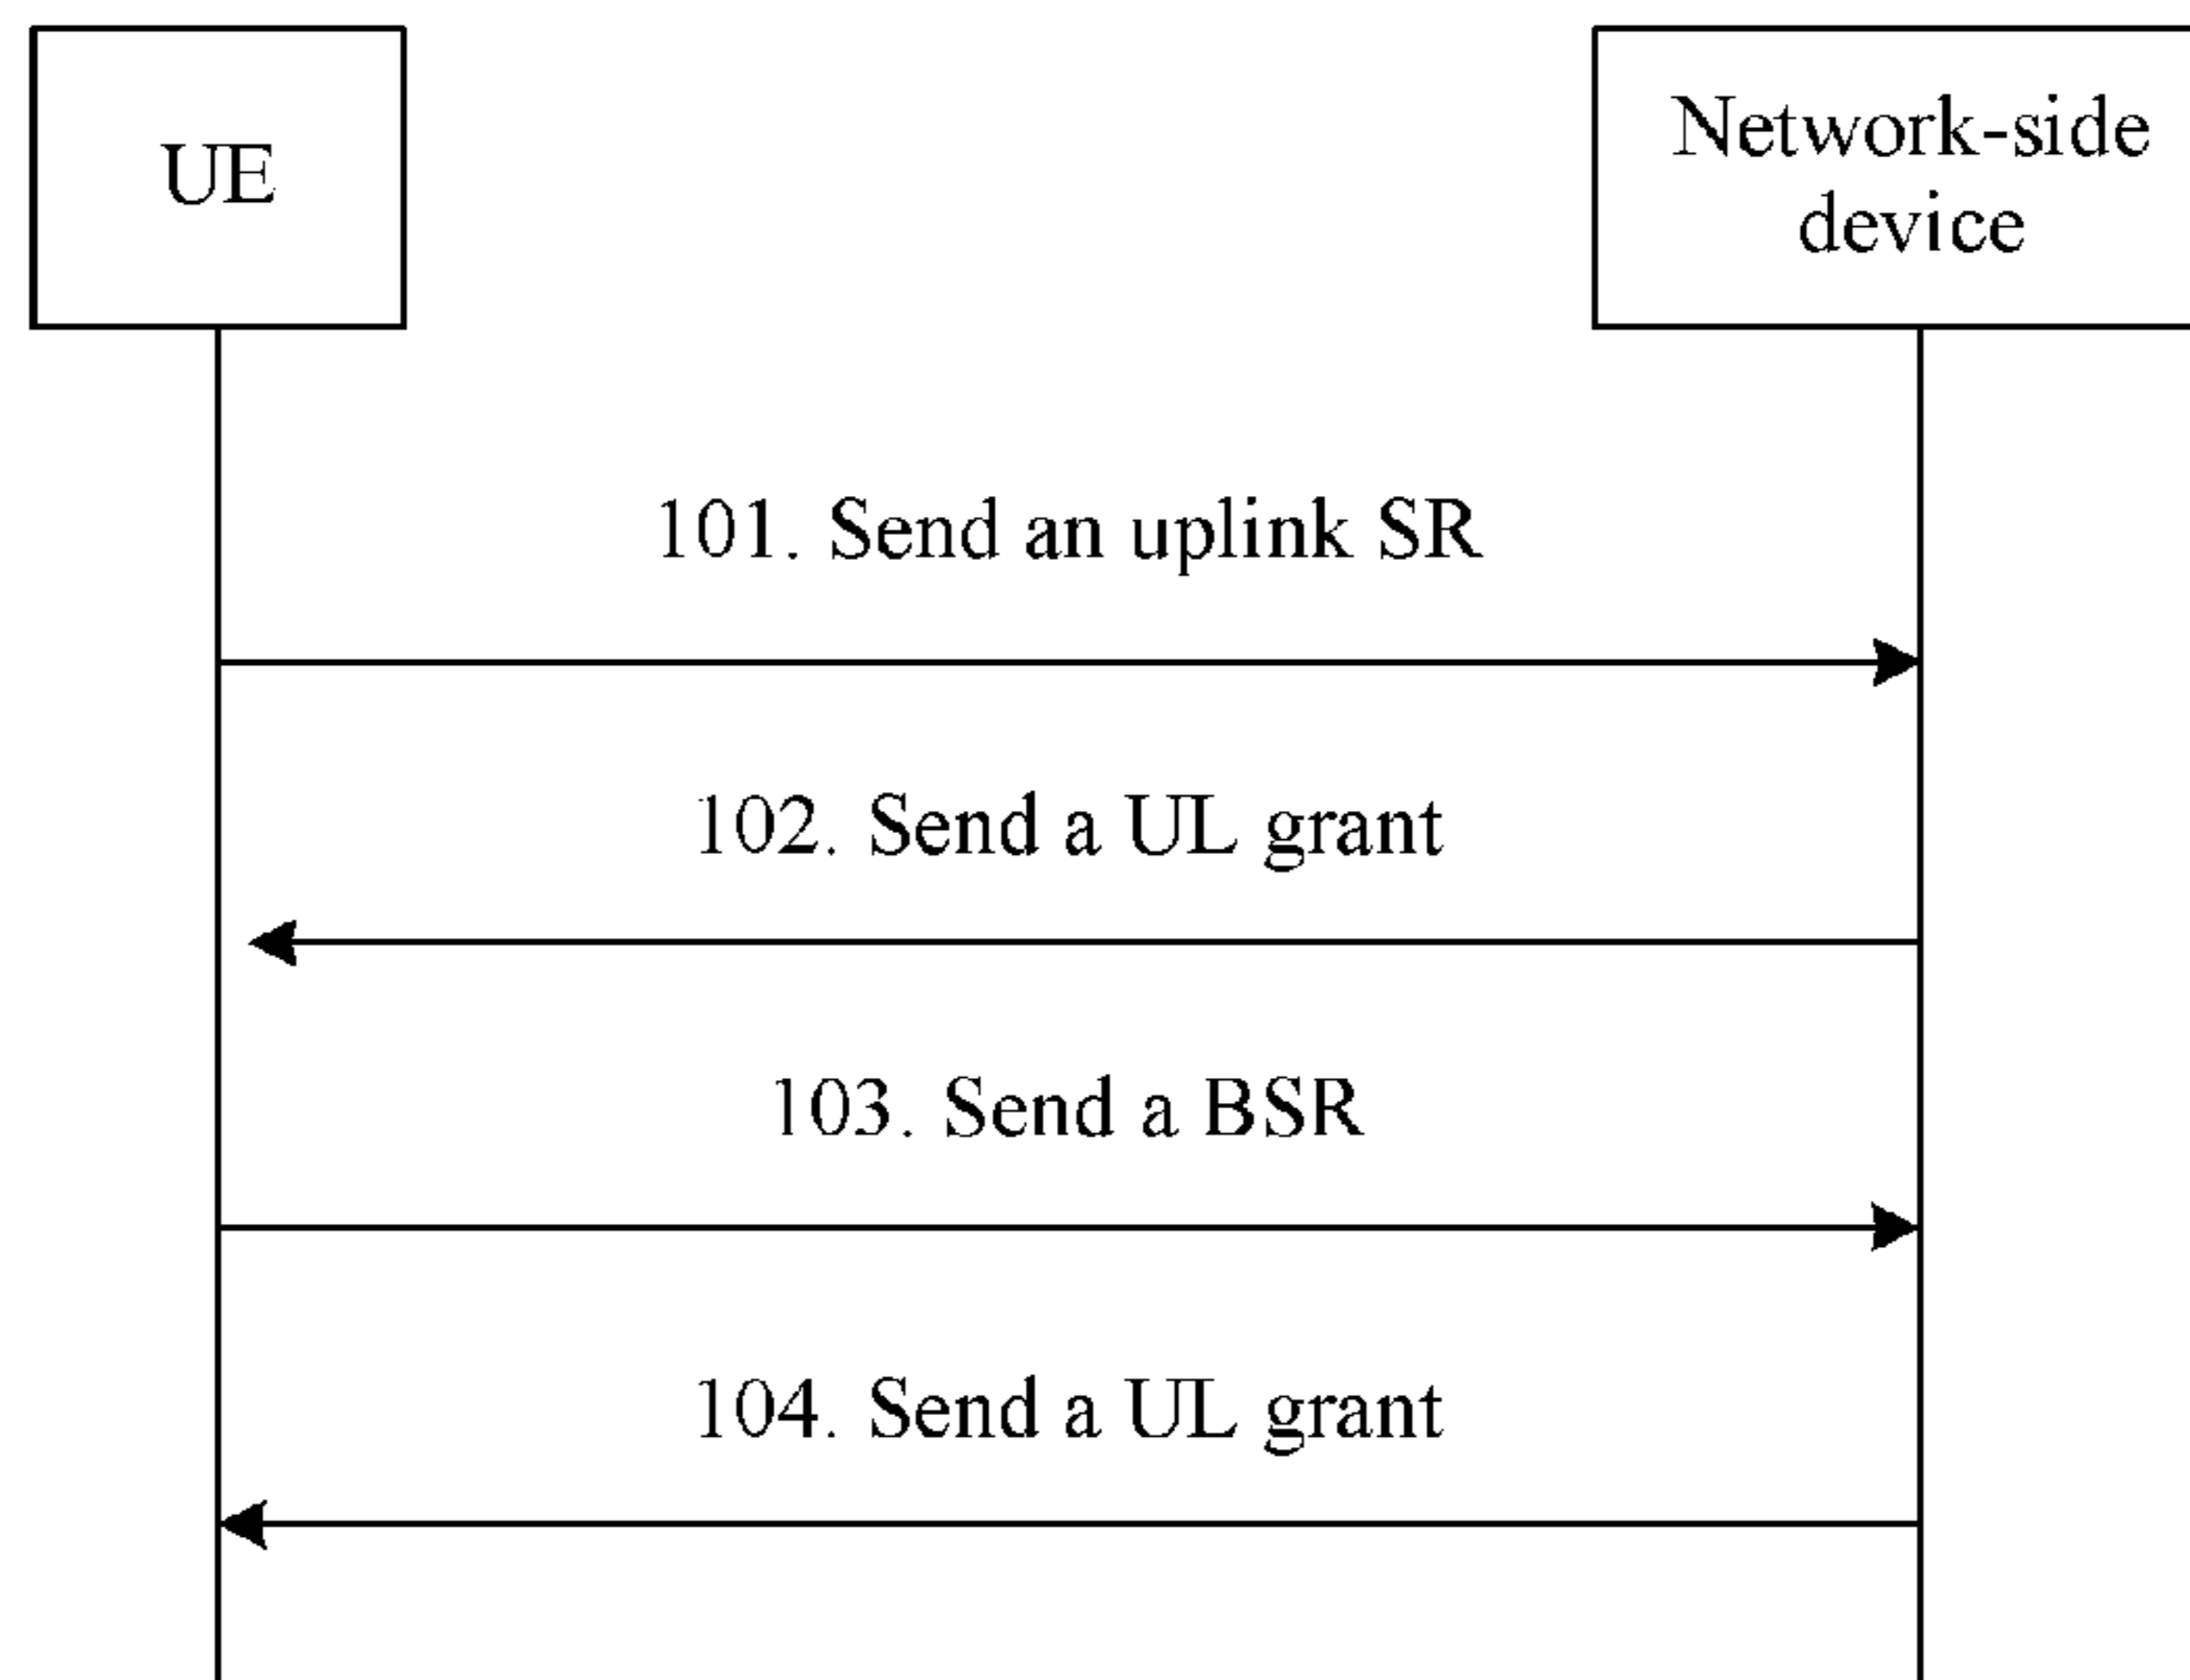 UE
Network-side
device
101. Send an uplink SR
102. Send a UL grant
103. Send a BSR
104. Send a UL grant